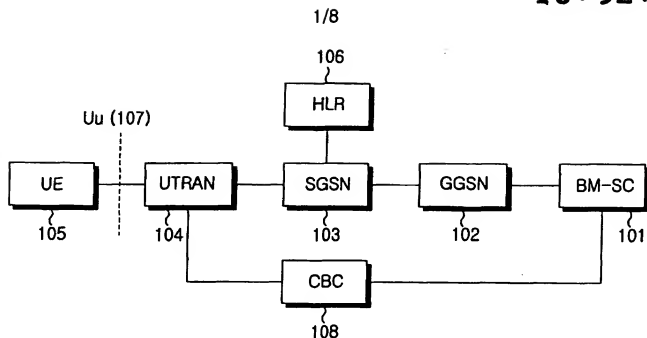 1/8
106
HLR
Uu (107)
UE
UTRAN
SGSN
GGSN
BM-SC
105
104
103
102
101
CBC
108